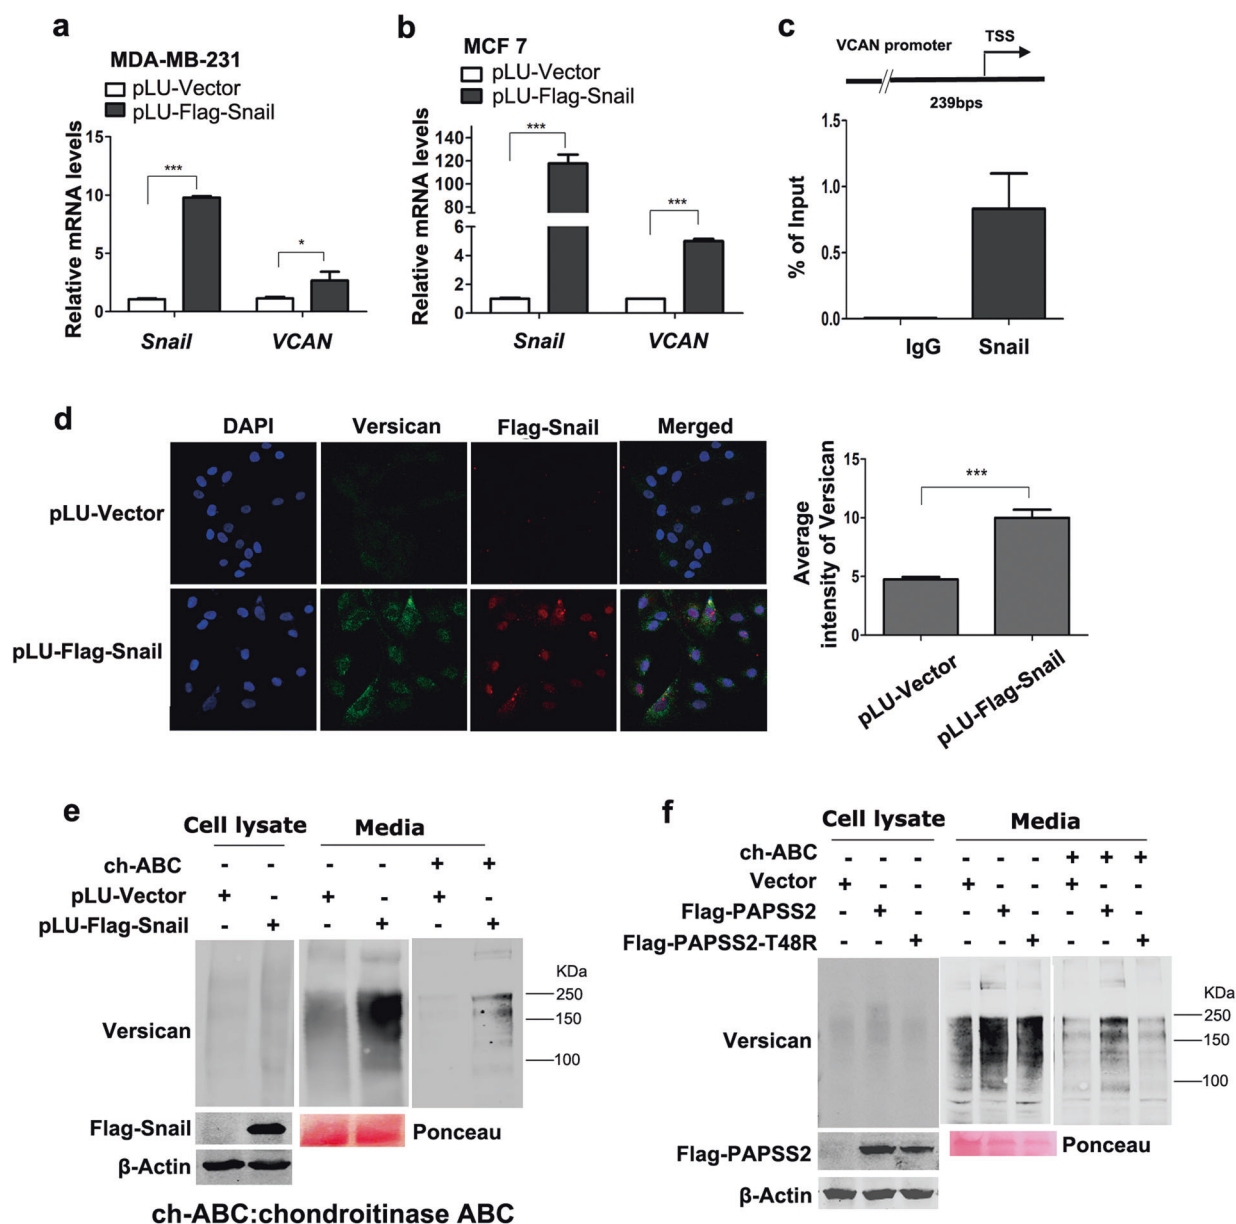 a
MDA-MB-231
pLU-Vector
pLU-Flag-Snail
Relative mRNA levels
15
10
5
0
***
*
Snail
VCAN
b
MCF 7
pLU-Vector
pLU-Flag-Snail
Relative mRNA levels
140
120
100
80
6
4
2
0
***
***
Snail
VCAN
c
VCAN promoter
TSS
239bps
% of Input
1.5
1.0
0.5
0.0
IgG
Snail
d
DAPI
Versican
Flag-Snail
Merged
pLU-Vector
pLU-Flag-Snail
Average
intensity of Versican
15
10
5
0
***
pLU-Vector
pLU-Flag-Snail
e
Cell lysate
Media
ch-ABC - - - - + +
pLU-Vector + - + - + -
pLU-Flag-Snail - + - + - +
Versican
KDa
250
150
100
Flag-Snail
Ponceau
β-Actin
ch-ABC:chondroitinase ABC
f
Cell lysate
Media
ch-ABC - - - - - - + + +
Vector + - - + - - + - -
Flag-PAPSS2 - + - - + - - + -
Flag-PAPSS2-T48R - - + - - + - - +
Versican
KDa
250
150
100
Flag-PAPSS2
Ponceau
β-Actin